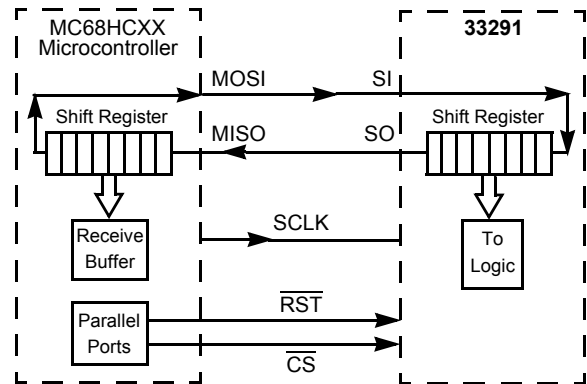 MC68HCXX
Microcontroller
33291
MOSI
SI
Shift Register
Shift Register
MISO
SO
SCLK
Receive
Buffer
To
Logic
RST
Parallel
Ports
CS